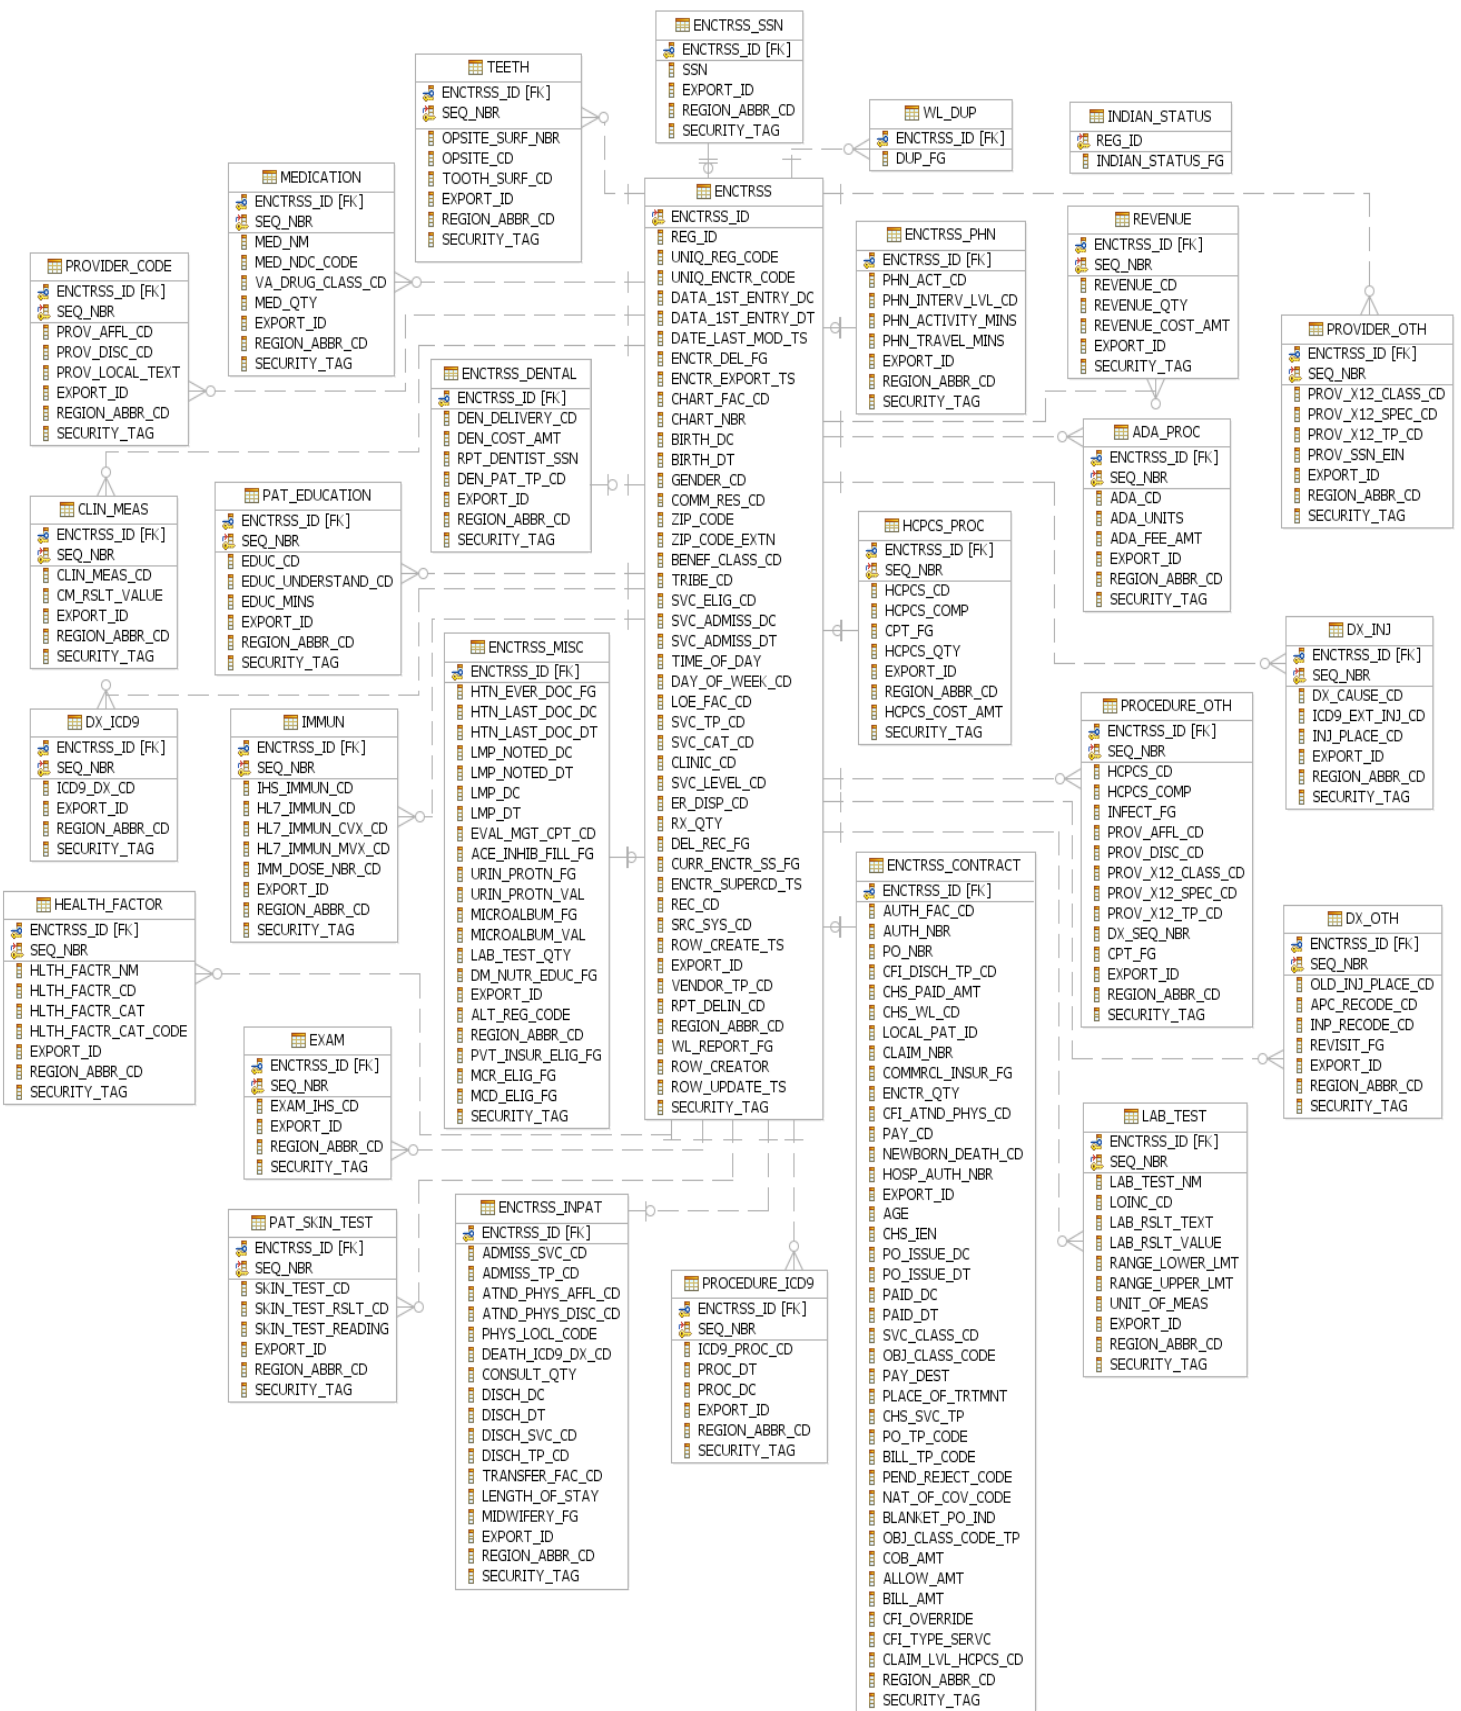 ENCTRSS_SSN
ENCTRSS_ID [FK]
SSN
EXPORT_ID
REGION_ABBR_CD
SECURITY_TAG
TEETH
ENCTRSS_ID [FK]
SEQ_NBR
OPSITE_SURF_NBR
OPSITE_CD
TOOTH_SURF_CD
EXPORT_ID
REGION_ABBR_CD
SECURITY_TAG
WL_DUP
ENCTRSS_ID [FK]
DUP_FG
INDIAN_STATUS
REG_ID
INDIAN_STATUS_FG
MEDICATION
ENCTRSS_ID [FK]
SEQ_NBR
MED_NM
MED_NDC_CODE
VA_DRUG_CLASS_CD
MED_QTY
EXPORT_ID
REGION_ABBR_CD
SECURITY_TAG
ENCTRSS
ENCTRSS_ID
REG_ID
UNIQ_REG_CODE
UNIQ_ENCTR_CODE
DATA_1ST_ENTRY_DC
DATA_1ST_ENTRY_DT
DATE_LAST_MOD_TS
ENCTR_DEL_FG
ENCTR_EXPORT_TS
CHART_FAC_CD
CHART_NBR
BIRTH_DC
BIRTH_DT
GENDER_CD
COMM_RES_CD
ZIP_CODE
ZIP_CODE_EXTN
BENEF_CLASS_CD
TRIBE_CD
SVC_ELIG_CD
SVC_ADMISS_DC
SVC_ADMISS_DT
TIME_OF_DAY
DAY_OF_WEEK_CD
LOE_FAC_CD
SVC_TP_CD
SVC_CAT_CD
CLINIC_CD
SVC_LEVEL_CD
ER_DISP_CD
RX_QTY
DEL_REC_FG
CURR_ENCTR_SS_FG
ENCTR_SUPERCD_TS
REC_CD
SRC_SYS_CD
ROW_CREATE_TS
EXPORT_ID
VENDOR_TP_CD
RPT_DELIN_CD
REGION_ABBR_CD
WL_REPORT_FG
ROW_CREATOR
ROW_UPDATE_TS
SECURITY_TAG
ENCTRSS_PHN
ENCTRSS_ID [FK]
PHN_ACT_CD
PHN_INTERV_LVL_CD
PHN_ACTIVITY_MINS
PHN_TRAVEL_MINS
EXPORT_ID
REGION_ABBR_CD
SECURITY_TAG
REVENUE
ENCTRSS_ID [FK]
SEQ_NBR
REVENUE_CD
REVENUE_QTY
REVENUE_COST_AMT
EXPORT_ID
SECURITY_TAG
PROVIDER_CODE
ENCTRSS_ID [FK]
SEQ_NBR
PROV_AFFL_CD
PROV_DISC_CD
PROV_LOCAL_TEXT
EXPORT_ID
REGION_ABBR_CD
SECURITY_TAG
PROVIDER_OTH
ENCTRSS_ID [FK]
SEQ_NBR
PROV_X12_CLASS_CD
PROV_X12_SPEC_CD
PROV_X12_TP_CD
PROV_SSN_EIN
EXPORT_ID
REGION_ABBR_CD
SECURITY_TAG
ENCTRSS_DENTAL
ENCTRSS_ID [FK]
DEN_DELIVERY_CD
DEN_COST_AMT
RPT_DENTIST_SSN
DEN_PAT_TP_CD
EXPORT_ID
REGION_ABBR_CD
SECURITY_TAG
ADA_PROC
ENCTRSS_ID [FK]
SEQ_NBR
ADA_CD
ADA_UNITS
ADA_FEE_AMT
EXPORT_ID
REGION_ABBR_CD
SECURITY_TAG
CLIN_MEAS
ENCTRSS_ID [FK]
SEQ_NBR
CLIN_MEAS_CD
CM_RSLT_VALUE
EXPORT_ID
REGION_ABBR_CD
SECURITY_TAG
PAT_EDUCATION
ENCTRSS_ID [FK]
SEQ_NBR
EDUC_CD
EDUC_UNDERSTAND_CD
EDUC_MINS
EXPORT_ID
REGION_ABBR_CD
SECURITY_TAG
HCPCS_PROC
ENCTRSS_ID [FK]
SEQ_NBR
HCPCS_CD
HCPCS_COMP
CPT_FG
HCPCS_QTY
EXPORT_ID
REGION_ABBR_CD
HCPCS_COST_AMT
SECURITY_TAG
DX_INJ
ENCTRSS_ID [FK]
SEQ_NBR
DX_CAUSE_CD
ICD9_EXT_INJ_CD
INJ_PLACE_CD
EXPORT_ID
REGION_ABBR_CD
SECURITY_TAG
ENCTRSS_MISC
ENCTRSS_ID [FK]
HTN_EVER_DOC_FG
HTN_LAST_DOC_DC
HTN_LAST_DOC_DT
LMP_NOTED_DC
LMP_NOTED_DT
LMP_DC
LMP_DT
EVAL_MGT_CPT_CD
ACE_INHIB_FILL_FG
URIN_PROTN_FG
URIN_PROTN_VAL
MICROALBUM_FG
MICROALBUM_VAL
LAB_TEST_QTY
DM_NUTR_EDUC_FG
EXPORT_ID
ALT_REG_CODE
REGION_ABBR_CD
PVT_INSUR_ELIG_FG
MCR_ELIG_FG
MCD_ELIG_FG
SECURITY_TAG
PROCEDURE_OTH
ENCTRSS_ID [FK]
SEQ_NBR
HCPCS_CD
HCPCS_COMP
INFECT_FG
PROV_AFFL_CD
PROV_DISC_CD
PROV_X12_CLASS_CD
PROV_X12_SPEC_CD
PROV_X12_TP_CD
DX_SEQ_NBR
CPT_FG
EXPORT_ID
REGION_ABBR_CD
SECURITY_TAG
DX_ICD9
ENCTRSS_ID [FK]
SEQ_NBR
ICD9_DX_CD
EXPORT_ID
REGION_ABBR_CD
SECURITY_TAG
IMMUN
ENCTRSS_ID [FK]
SEQ_NBR
IHS_IMMUN_CD
HL7_IMMUN_CD
HL7_IMMUN_CVX_CD
HL7_IMMUN_MVX_CD
IMM_DOSE_NBR_CD
EXPORT_ID
REGION_ABBR_CD
SECURITY_TAG
ENCTRSS_CONTRACT
ENCTRSS_ID [FK]
AUTH_FAC_CD
AUTH_NBR
PO_NBR
CFI_DISCH_TP_CD
CHS_PAID_AMT
CHS_WL_CD
LOCAL_PAT_ID
CLAIM_NBR
COMMRCL_INSUR_FG
ENCTR_QTY
CFI_ATND_PHYS_CD
PAY_CD
NEWBORN_DEATH_CD
HOSP_AUTH_NBR
EXPORT_ID
AGE
CHS_IEN
PO_ISSUE_DC
PO_ISSUE_DT
PAID_DC
PAID_DT
SVC_CLASS_CD
OBJ_CLASS_CODE
PAY_DEST
PLACE_OF_TRTMNT
CHS_SVC_TP
PO_TP_CODE
BILL_TP_CODE
PEND_REJECT_CODE
NAT_OF_COV_CODE
BLANKET_PO_IND
OBJ_CLASS_CODE_TP
COB_AMT
ALLOW_AMT
BILL_AMT
CFI_OVERRIDE
CFI_TYPE_SERVC
CLAIM_LVL_HCPCS_CD
REGION_ABBR_CD
SECURITY_TAG
HEALTH_FACTOR
ENCTRSS_ID [FK]
SEQ_NBR
HLTH_FACTR_NM
HLTH_FACTR_CD
HLTH_FACTR_CAT
HLTH_FACTR_CAT_CODE
EXPORT_ID
REGION_ABBR_CD
SECURITY_TAG
DX_OTH
ENCTRSS_ID [FK]
SEQ_NBR
OLD_INJ_PLACE_CD
APC_RECODE_CD
INP_RECODE_CD
REVISIT_FG
EXPORT_ID
REGION_ABBR_CD
SECURITY_TAG
EXAM
ENCTRSS_ID [FK]
SEQ_NBR
EXAM_IHS_CD
EXPORT_ID
REGION_ABBR_CD
SECURITY_TAG
LAB_TEST
ENCTRSS_ID [FK]
SEQ_NBR
LAB_TEST_NM
LOINC_CD
LAB_RSLT_TEXT
LAB_RSLT_VALUE
RANGE_LOWER_LMT
RANGE_UPPER_LMT
UNIT_OF_MEAS
EXPORT_ID
REGION_ABBR_CD
SECURITY_TAG
PAT_SKIN_TEST
ENCTRSS_ID [FK]
SEQ_NBR
SKIN_TEST_CD
SKIN_TEST_RSLT_CD
SKIN_TEST_READING
EXPORT_ID
REGION_ABBR_CD
SECURITY_TAG
ENCTRSS_INPAT
ENCTRSS_ID [FK]
ADMISS_SVC_CD
ADMISS_TP_CD
ATND_PHYS_AFFL_CD
ATND_PHYS_DISC_CD
PHYS_LOCL_CODE
DEATH_ICD9_DX_CD
CONSULT_QTY
DISCH_DC
DISCH_DT
DISCH_SVC_CD
DISCH_TP_CD
TRANSFER_FAC_CD
LENGTH_OF_STAY
MIDWIFERY_FG
EXPORT_ID
REGION_ABBR_CD
SECURITY_TAG
PROCEDURE_ICD9
ENCTRSS_ID [FK]
SEQ_NBR
ICD9_PROC_CD
PROC_DT
PROC_DC
EXPORT_ID
REGION_ABBR_CD
SECURITY_TAG